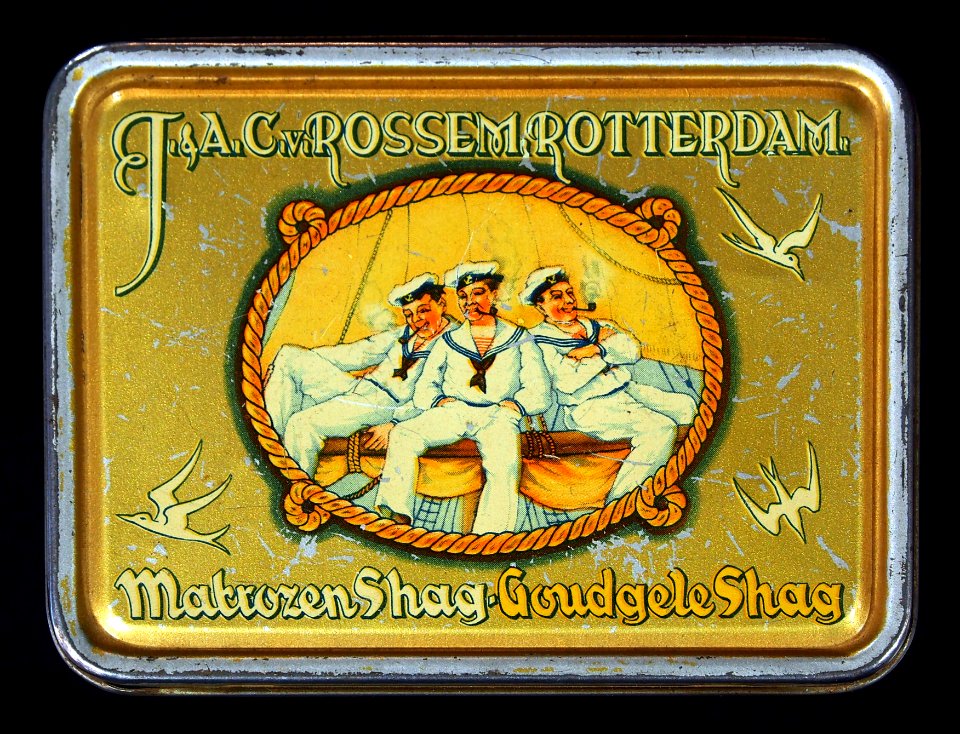 J. & A. C. v. ROSSEM, ROTTERDAM.
Matrozen Shag - Goudgele Shag